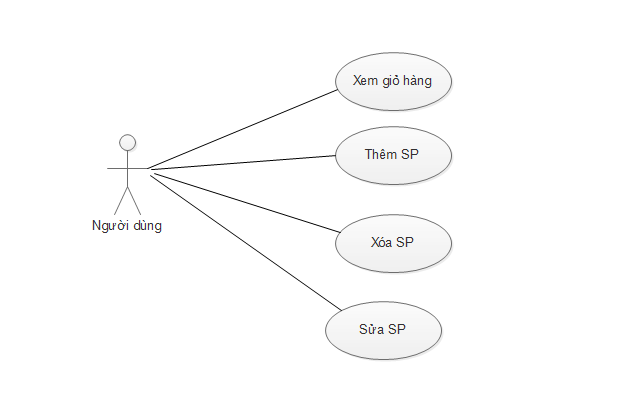 Xem giỏ hàng
Thêm SP
Người dùng
Xóa SP
Sửa SP